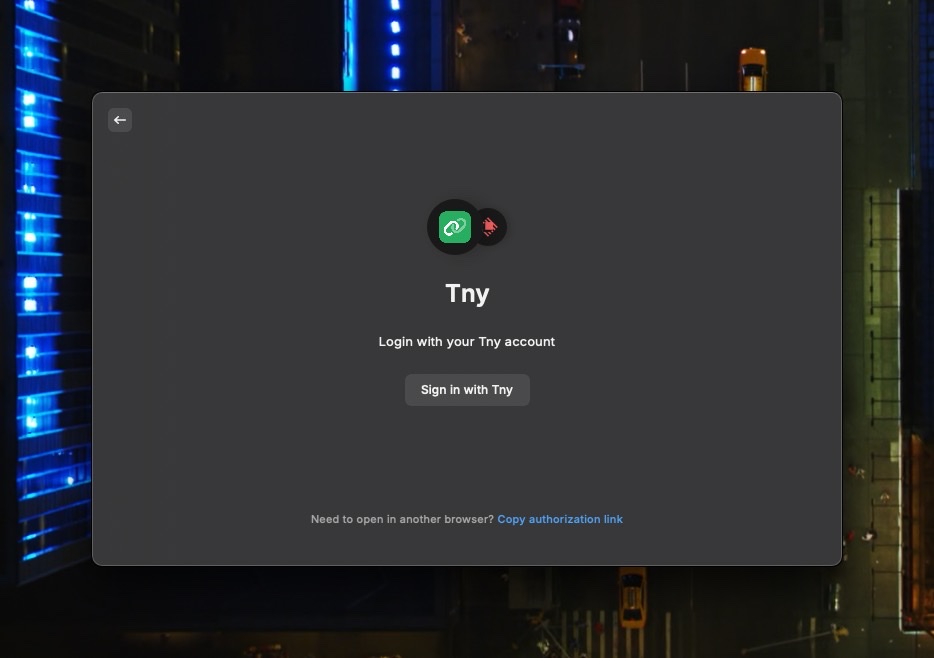 Tny
Login with your Tny account
Sign in with Tny
Need to open in another browser? Copy authorization link